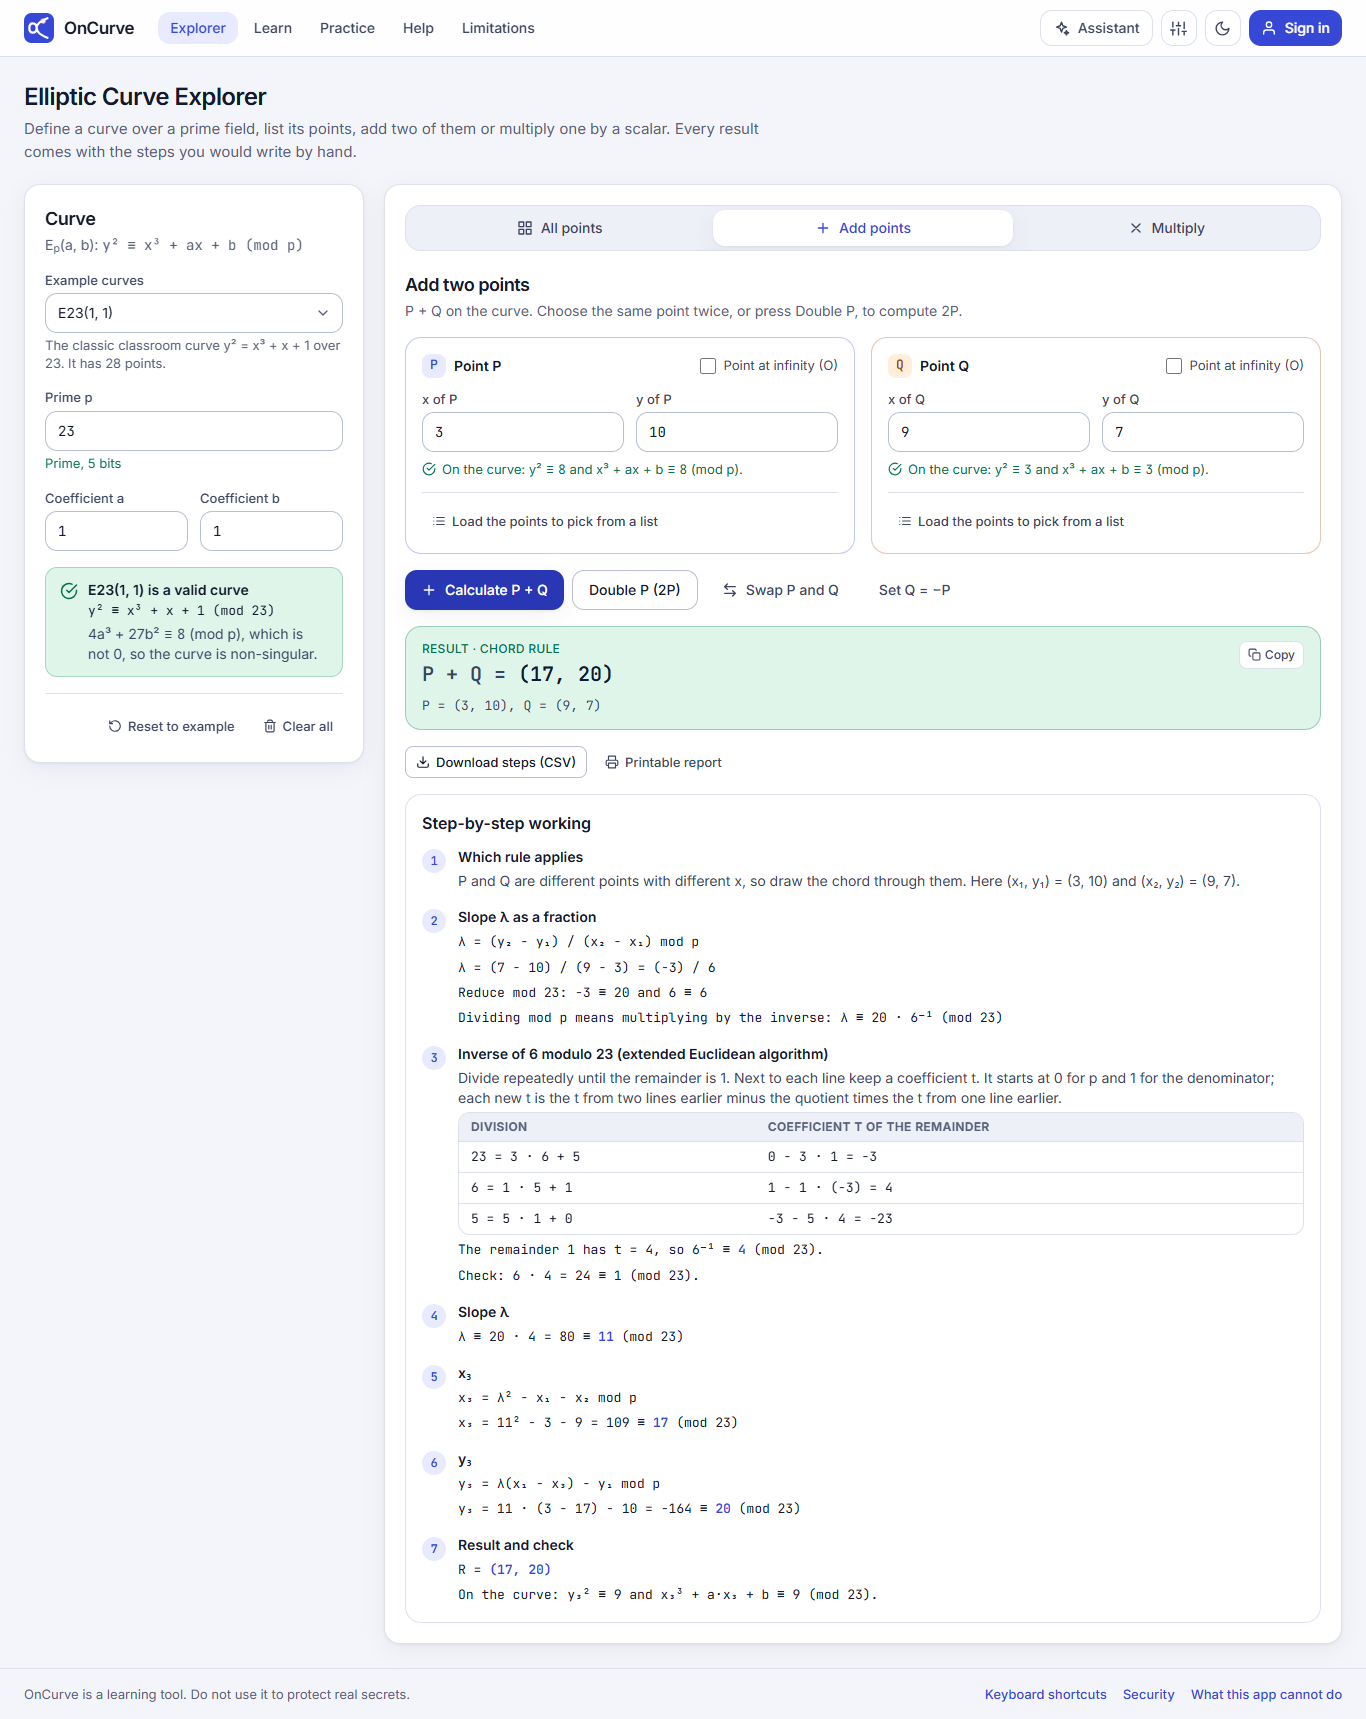 OnCurve
Explorer
Learn
Practice
Help
Limitations
Assistant
Sign in
Elliptic Curve Explorer
Define a curve over a prime field, list its points, add two of them or multiply one by a scalar. Every result
comes with the steps you would write by hand.
Curve
Eₚ(a, b): y² ≡ x³ + ax + b (mod p)
Example curves
E23(1, 1)
The classic classroom curve y² = x³ + x + 1 over
23. It has 28 points.
Prime p
23
Prime, 5 bits
Coefficient a
Coefficient b
1
1
E23(1, 1) is a valid curve
y² ≡ x³ + x + 1 (mod 23)
4a³ + 27b² ≡ 8 (mod p), which is
not 0, so the curve is non-singular.
Reset to example
Clear all
All points
Add points
Multiply
Add two points
P + Q on the curve. Choose the same point twice, or press Double P, to compute 2P.
P
Point P
Point at infinity (O)
x of P
y of P
3
10
On the curve: y² ≡ 8 and x³ + ax + b ≡ 8 (mod p).
Load the points to pick from a list
Q
Point Q
Point at infinity (O)
x of Q
y of Q
9
7
On the curve: y² ≡ 3 and x³ + ax + b ≡ 3 (mod p).
Load the points to pick from a list
Calculate P + Q
Double P (2P)
Swap P and Q
Set Q = −P
RESULT · CHORD RULE
P + Q = (17, 20)
P = (3, 10), Q = (9, 7)
Copy
Download steps (CSV)
Printable report
Step-by-step working
1
Which rule applies
P and Q are different points with different x, so draw the chord through them. Here (x₁, y₁) = (3, 10) and (x₂, y₂) = (9, 7).
2
Slope λ as a fraction
λ = (y₂ - y₁) / (x₂ - x₁) mod p
λ = (7 - 10) / (9 - 3) = (-3) / 6
Reduce mod 23: -3 ≡ 20 and 6 ≡ 6
Dividing mod p means multiplying by the inverse: λ ≡ 20 · 6⁻¹ (mod 23)
3
Inverse of 6 modulo 23 (extended Euclidean algorithm)
Divide repeatedly until the remainder is 1. Next to each line keep a coefficient t. It starts at 0 for p and 1 for the denominator;
each new t is the t from two lines earlier minus the quotient times the t from one line earlier.
DIVISION
COEFFICIENT T OF THE REMAINDER
23 = 3 · 6 + 5
0 - 3 · 1 = -3
6 = 1 · 5 + 1
1 - 1 · (-3) = 4
5 = 5 · 1 + 0
-3 - 5 · 4 = -23
The remainder 1 has t = 4, so 6⁻¹ ≡ 4 (mod 23).
Check: 6 · 4 = 24 ≡ 1 (mod 23).
4
Slope λ
λ ≡ 20 · 4 = 80 ≡ 11 (mod 23)
5
x₃
x₃ = λ² - x₁ - x₂ mod p
x₃ = 11² - 3 - 9 = 109 ≡ 17 (mod 23)
6
y₃
y₃ = λ(x₁ - x₃) - y₁ mod p
y₃ = 11 · (3 - 17) - 10 = -164 ≡ 20 (mod 23)
7
Result and check
R = (17, 20)
On the curve: y₃² ≡ 9 and x₃³ + a·x₃ + b ≡ 9 (mod 23).
OnCurve is a learning tool. Do not use it to protect real secrets.
Keyboard shortcuts
Security
What this app cannot do